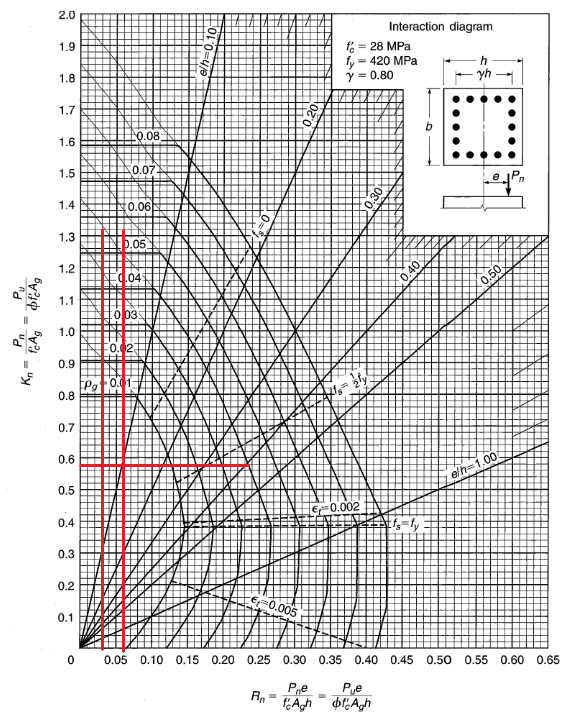 Interaction diagram
f′c = 28 MPa
fy = 420 MPa
γ = 0.80
h
γh
b
e
Pn
2.0
1.9
1.8
1.7
1.6
1.5
1.4
1.3
1.2
1.1
1.0
0.9
0.8
0.7
0.6
0.5
0.4
0.3
0.2
0.1
0
Kn = Pn / f′c Ag = Pu / ϕf′c Ag
e/h=0.10
0.20
0.30
0.40
0.50
e/h=1.00
0.08
0.07
0.06
0.05
0.04
0.03
0.02
ρg=0.01
fs=0
fs=½fy
ϵt=0.002
fs=fy
ϵt=0.005
0.05 0.10 0.15 0.20 0.25 0.30 0.35 0.40 0.45 0.50 0.55 0.60 0.65
Rn = Pn e / f′c Ag h = Pu e / ϕf′c Ag h